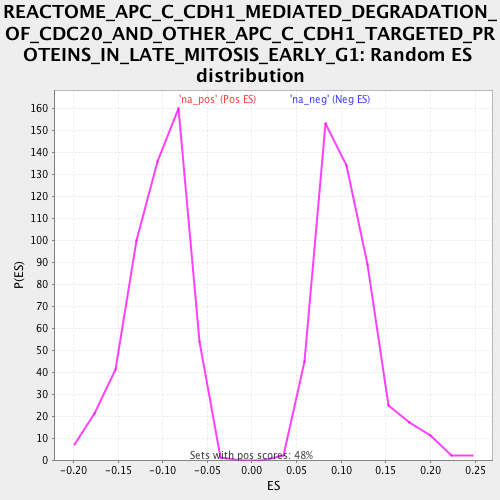 REACTOME_APC_C_CDH1_MEDIATED_DEGRADATION_
OF_CDC20_AND_OTHER_APC_C_CDH1_TARGETED_PR
OTEINS_IN_LATE_MITOSIS_EARLY_G1: Random ES
distribution
'na_pos' (Pos ES) 'na_neg' (Neg ES)
160
150
140
130
120
110
100
90
80
70
60
50
40
30
20
10
0
P(ES)
Sets with pos scores: 48%
-0.20 -0.15 -0.10 -0.05 0.00 0.05 0.10 0.15 0.20 0.25
ES